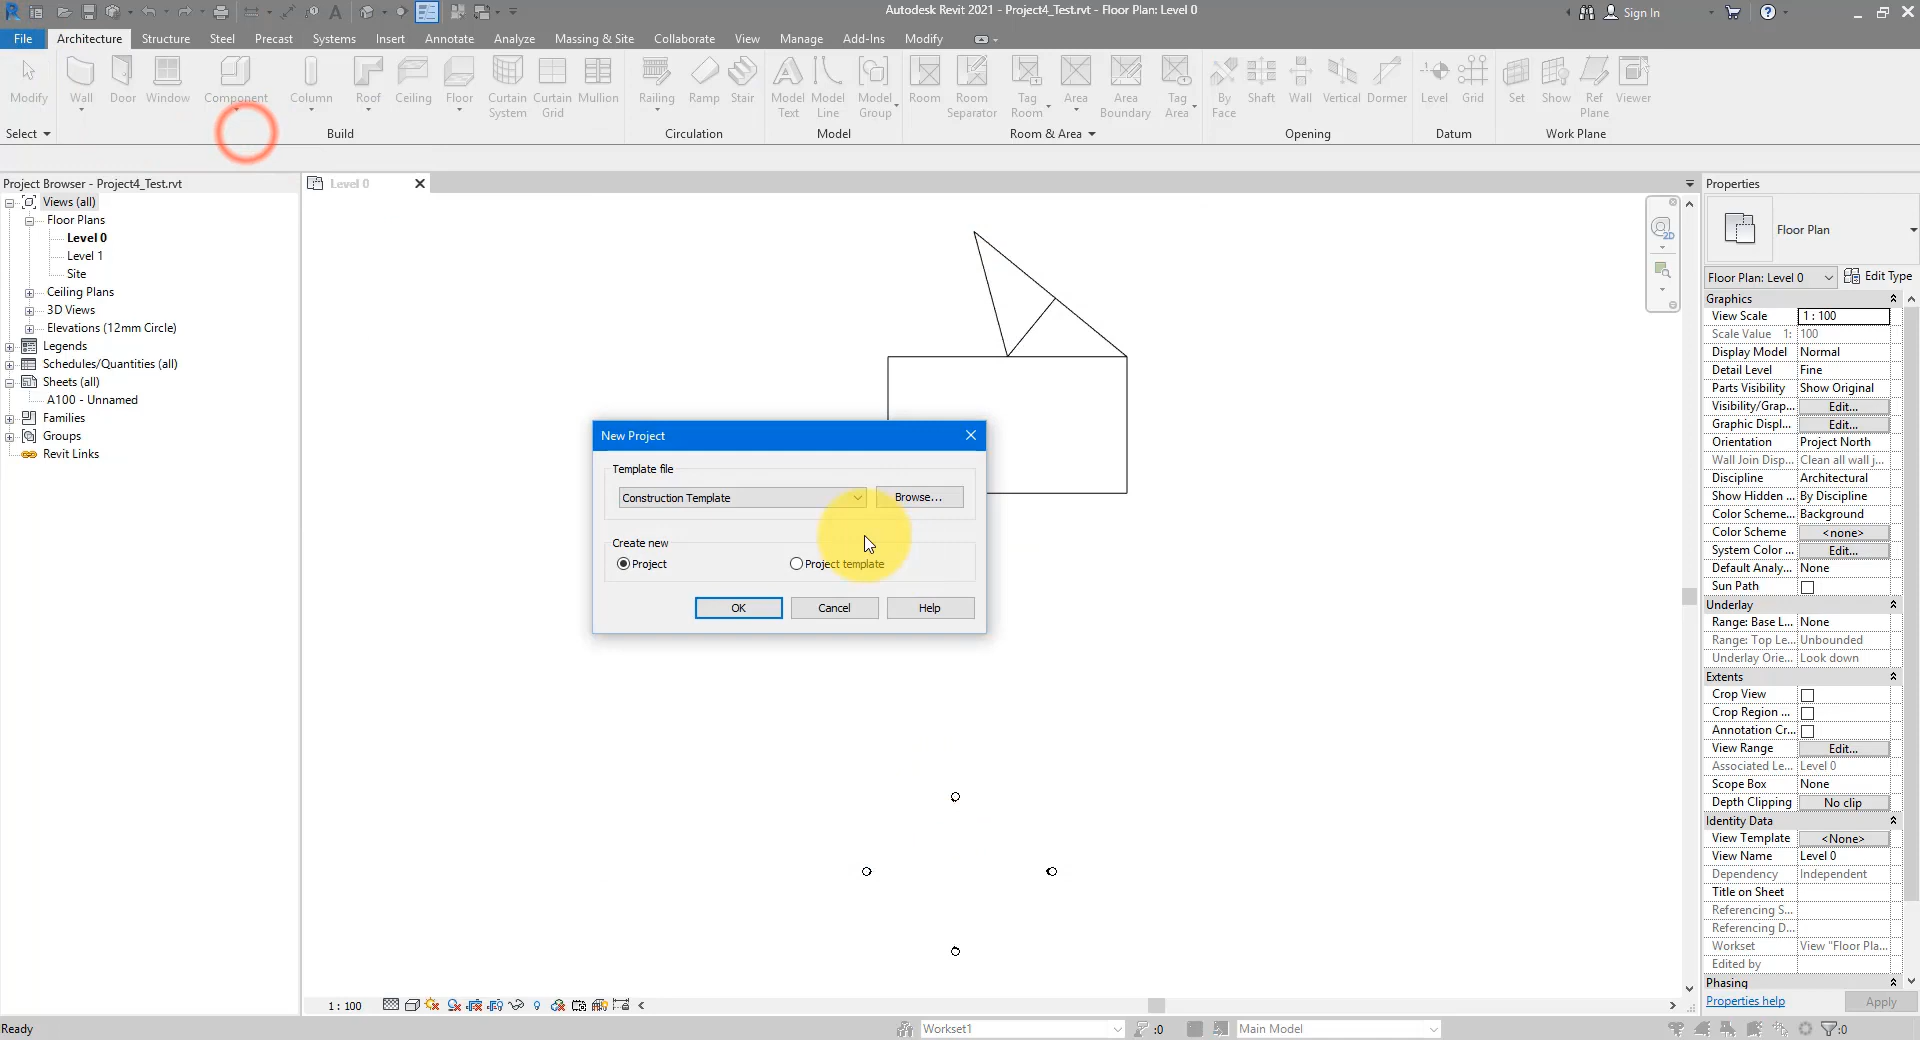 Autodesk Revit 2021 - Project4_Test.rvt - Floor Plan: Level 0
Sign In
File Architecture Structure Steel Precast Systems Insert Annotate Analyze Massing & Site Collaborate View Manage Add-Ins Modify
Modify Wall Door Window Component Column Roof Ceiling Floor Curtain System Curtain Grid Mullion Railing Ramp Stair Model Text Model Line Model Group Room Room Separator Tag Room Area Area Boundary Tag Area By Face Shaft Wall Vertical Dormer Level Grid Set Show Ref Plane Viewer
Select Build Circulation Model Room & Area Opening Datum Work Plane
Project Browser - Project4_Test.rvt
Views (all)
Floor Plans
Level 0
Level 1
Site
Ceiling Plans
3D Views
Elevations (12mm Circle)
Legends
Schedules/Quantities (all)
Sheets (all)
A100 - Unnamed
Families
Groups
Revit Links
Level 0
2D
New Project
Template file
Construction Template
Browse...
Create new
Project
Project template
OK
Cancel
Help
Properties
Floor Plan
Floor Plan: Level 0
Edit Type
Graphics
View Scale 1 : 100
Scale Value 1: 100
Display Model Normal
Detail Level Fine
Parts Visibility Show Original
Visibility/Grap... Edit...
Graphic Displ... Edit...
Orientation Project North
Wall Join Disp... Clean all wall j...
Discipline Architectural
Show Hidden ... By Discipline
Color Scheme... Background
Color Scheme <none>
System Color ... Edit...
Default Analy... None
Sun Path
Underlay
Range: Base L... None
Range: Top Le... Unbounded
Underlay Orie... Look down
Extents
Crop View
Crop Region ...
Annotation Cr...
View Range Edit...
Associated Le... Level 0
Scope Box None
Depth Clipping No clip
Identity Data
View Template <None>
View Name Level 0
Dependency Independent
Title on Sheet
Referencing S...
Referencing D...
Workset View "Floor Pla...
Edited by
Phasing
Properties help
Apply
1 : 100
Ready
Workset1
:0
Main Model
:0